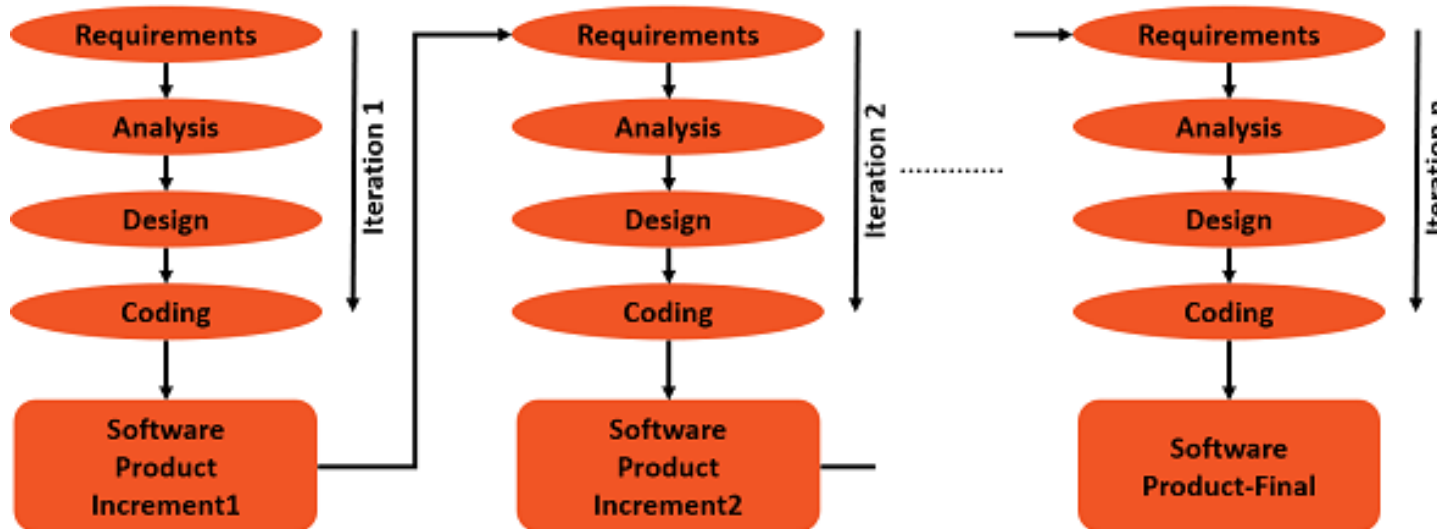 Requirements
Analysis
Design
Coding
Software
Product
Increment1
Iteration 1
Requirements
Analysis
Design
Coding
Software
Product
Increment2
Iteration 2
Requirements
Analysis
Design
Coding
Software
Product-Final
Iteration n